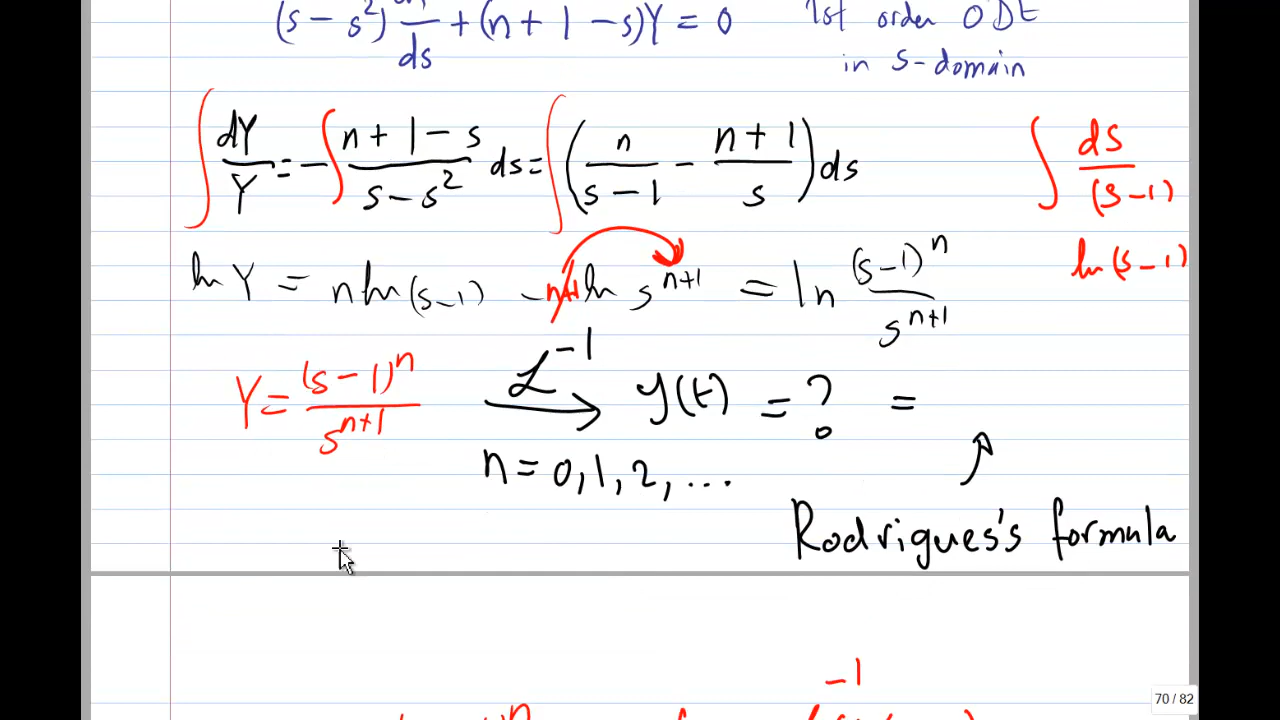 (s - s²) dY/ds + (n + 1 - s)Y = 0 1st order ODE
in s-domain
∫ dY/Y = -∫ (n + 1 - s)/(s - s²) ds = ∫ (n/(s - 1) - (n + 1)/s) ds ∫ ds/(s-1)
ln Y = n ln(s-1) - n+1 ln s^(n+1) = ln (s-1)^n / s^(n+1) ln(s-1)
Y = (s-1)^n / s^(n+1) ℒ^(-1) → y(t) = ? =
n = 0, 1, 2, ...
Rodrigues's formula
-1
70 / 82